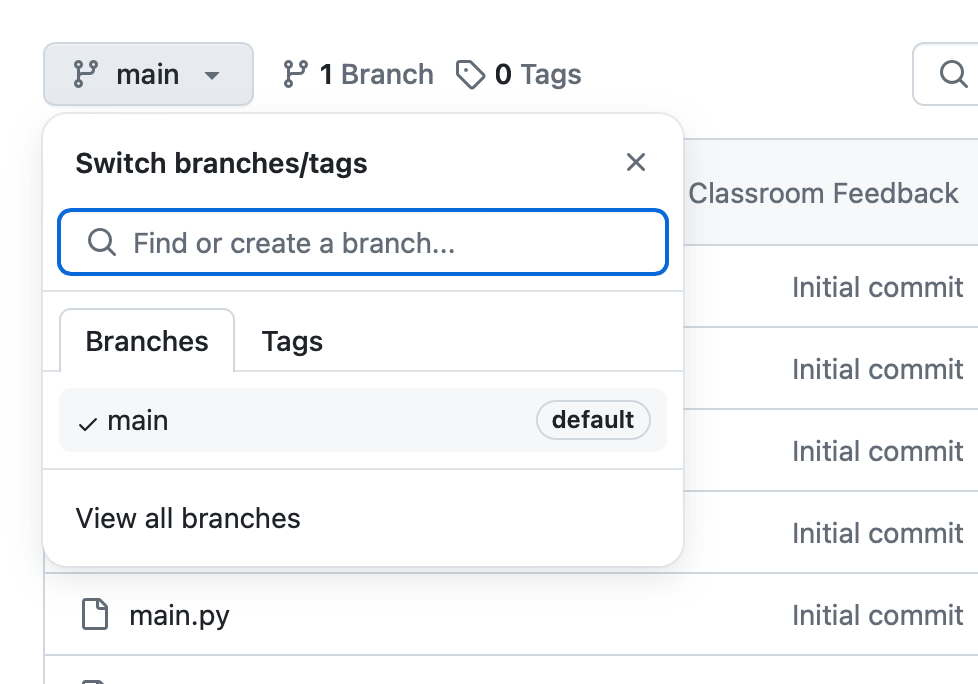 main
1 Branch
0 Tags
Switch branches/tags
Classroom Feedback
Find or create a branch...
Initial commit
Branches
Tags
Initial commit
main
default
Initial commit
View all branches
Initial commit
main.py
Initial commit